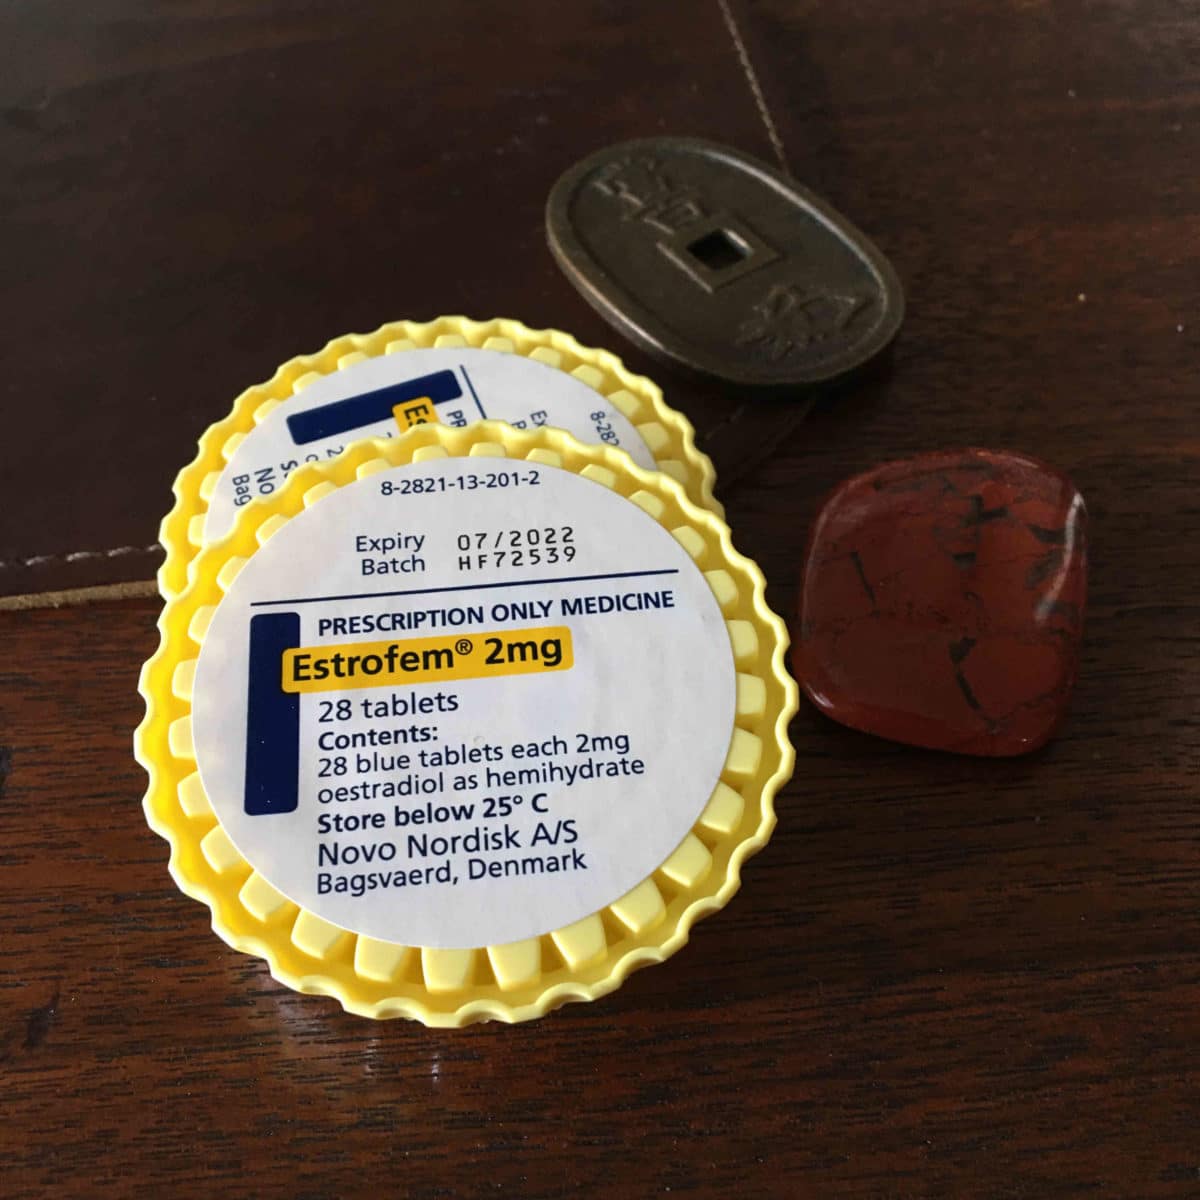 8-2821-13-201-2
Expiry 07/2022
Batch HF72539
PRESCRIPTION ONLY MEDICINE
Estrofem® 2mg
28 tablets
Contents:
28 blue tablets each 2mg
oestradiol as hemihydrate
Store below 25° C
Novo Nordisk A/S
Bagsvaerd, Denmark